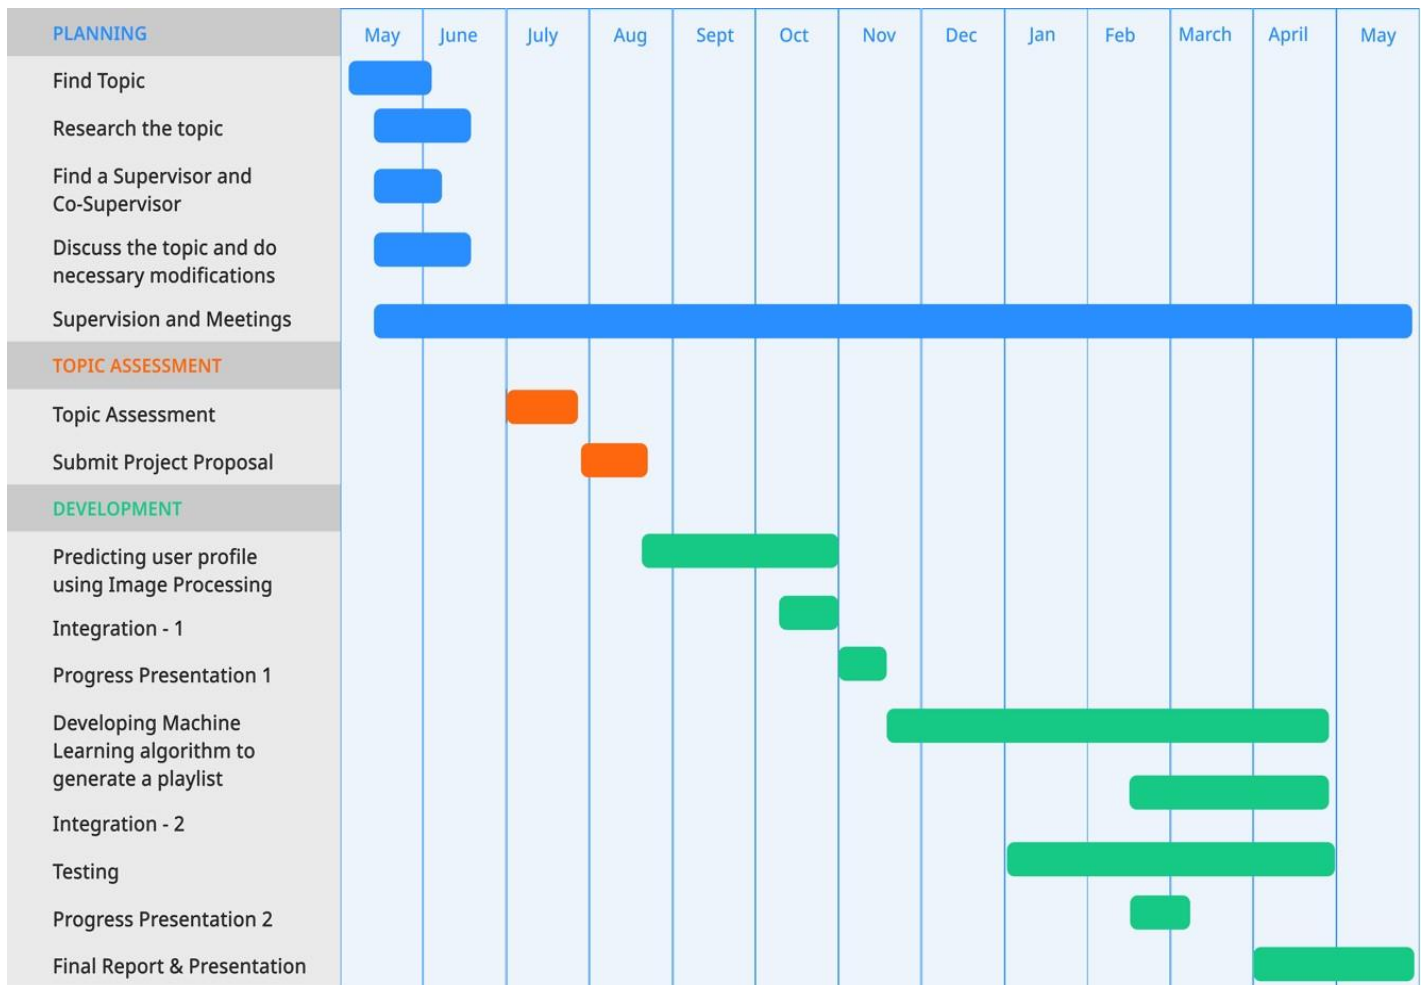 PLANNING May June July Aug Sept Oct Nov Dec Jan Feb March April May
Find Topic
Research the topic
Find a Supervisor and
Co-Supervisor
Discuss the topic and do
necessary modifications
Supervision and Meetings
TOPIC ASSESSMENT
Topic Assessment
Submit Project Proposal
DEVELOPMENT
Predicting user profile
using Image Processing
Integration - 1
Progress Presentation 1
Developing Machine
Learning algorithm to
generate a playlist
Integration - 2
Testing
Progress Presentation 2
Final Report & Presentation